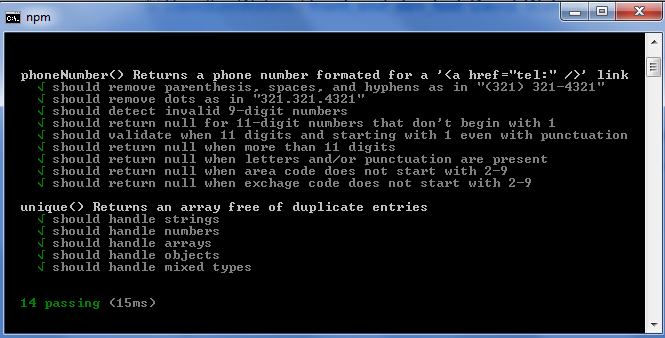 npm
phoneNumber() Returns a phone number formated for a '<a href="tel:" />' link
√ should remove parenthesis, spaces, and hyphens as in "(321) 321-4321"
√ should remove dots as in "321.321.4321"
√ should detect invalid 9-digit numbers
√ should return null for 11-digit numbers that don't begin with 1
√ should validate when 11 digits and starting with 1 even with punctuation
√ should return null when more than 11 digits
√ should return null when letters and/or punctuation are present
√ should return null when area code does not start with 2-9
√ should return null when exchage code does not start with 2-9
unique() Returns an array free of duplicate entries
√ should handle strings
√ should handle numbers
√ should handle arrays
√ should handle objects
√ should handle mixed types
14 passing (15ms)